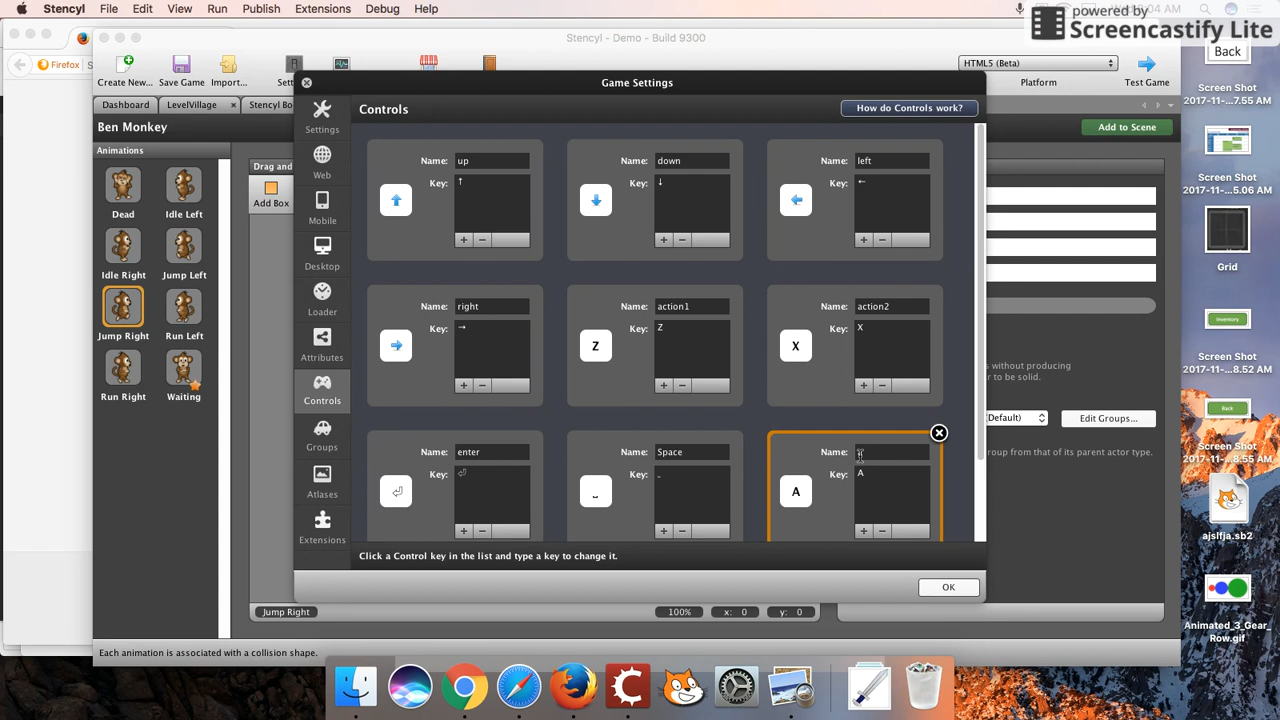 Stencyl File Edit View Run Publish Extensions Debug Help
powered by
Screencastify Lite
Stencyl - Demo - Build 9300
Firefox
Create New... Save Game Import...
HTML5 (Beta)
Platform
Test Game
Dashboard LevelVillage Stencyl Bo
Ben Monkey
Add to Scene
Animations
Drag and
Add Box
Dead Idle Left
Idle Right Jump Left
Jump Right Run Left
Run Right Waiting
Game Settings
Controls
How do Controls work?
Settings
Web
Mobile
Desktop
Loader
Attributes
Controls
Groups
Atlases
Extensions
Name: up
Key: ↑
Name: down
Key: ↓
Name: left
Key: ←
Name: right
Key: →
Name: action1
Key: Z
Z
Name: action2
Key: X
X
Name: enter
Key: ⏎
Name: Space
Key: _
Name:
Key: A
A
Click a Control key in the list and type a key to change it.
OK
s without producing
r to be solid.
(Default)
Edit Groups...
group from that of its parent actor type.
Jump Right
100% x: 0 y: 0
Each animation is associated with a collision shape.
Back
Screen Shot
2017-11-...7.55 AM
Screen Shot
2017-11-...5.06 AM
Grid
Inventory
Screen Shot
2017-11-...8.52 AM
Back
Screen Shot
2017-11-...8.55 AM
ajslfja.sb2
Animated_3_Gear_
Row.gif